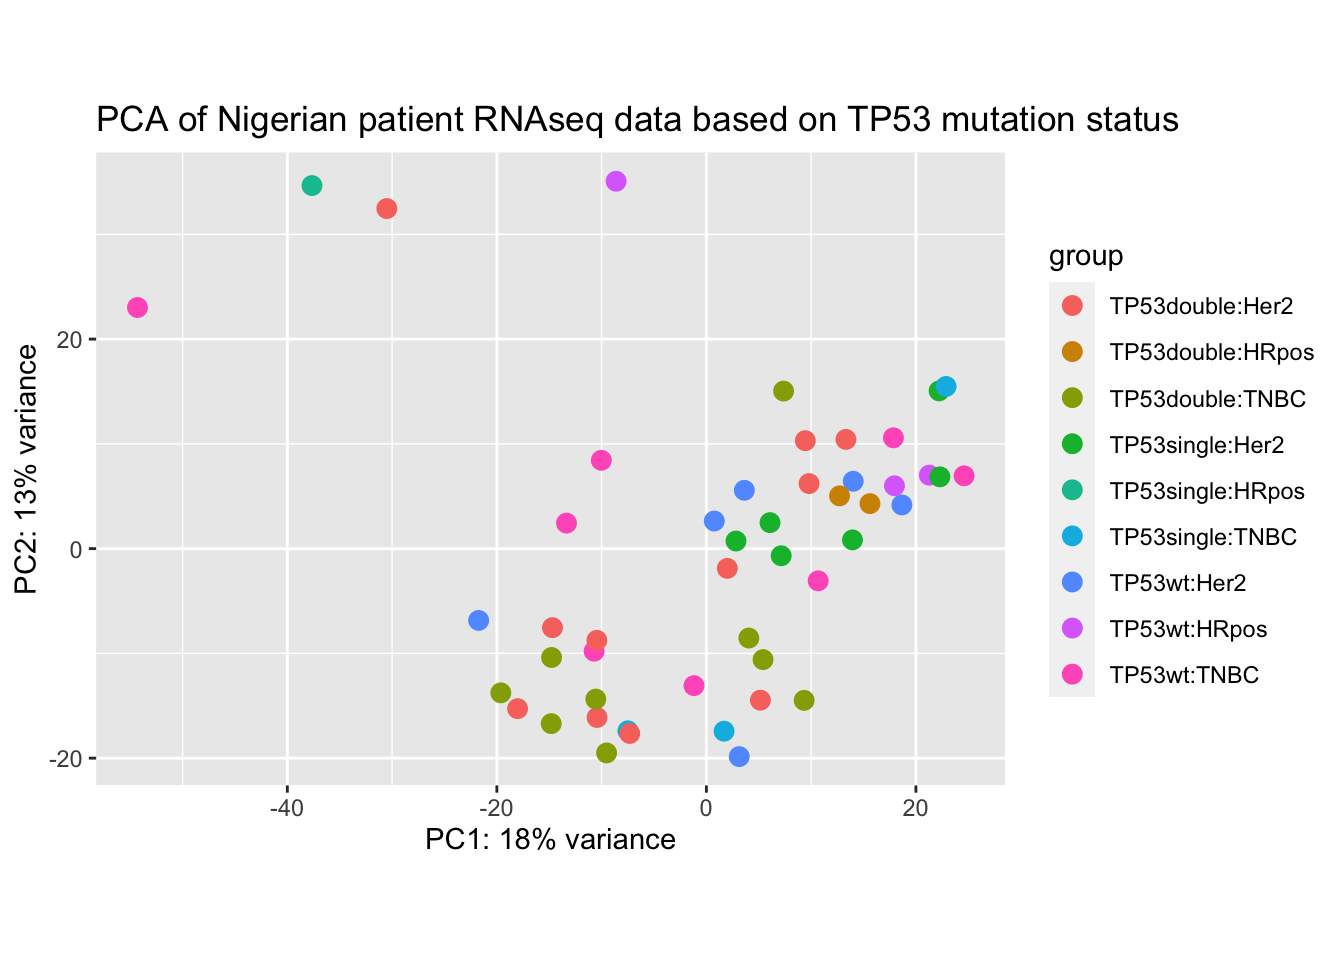 PCA of Nigerian patient RNAseq data based on TP53 mutation status
PC2: 13% variance
20
0
-20
-40
-20
0
20
PC1: 18% variance
group
TP53double:Her2
TP53double:HRpos
TP53double:TNBC
TP53single:Her2
TP53single:HRpos
TP53single:TNBC
TP53wt:Her2
TP53wt:HRpos
TP53wt:TNBC